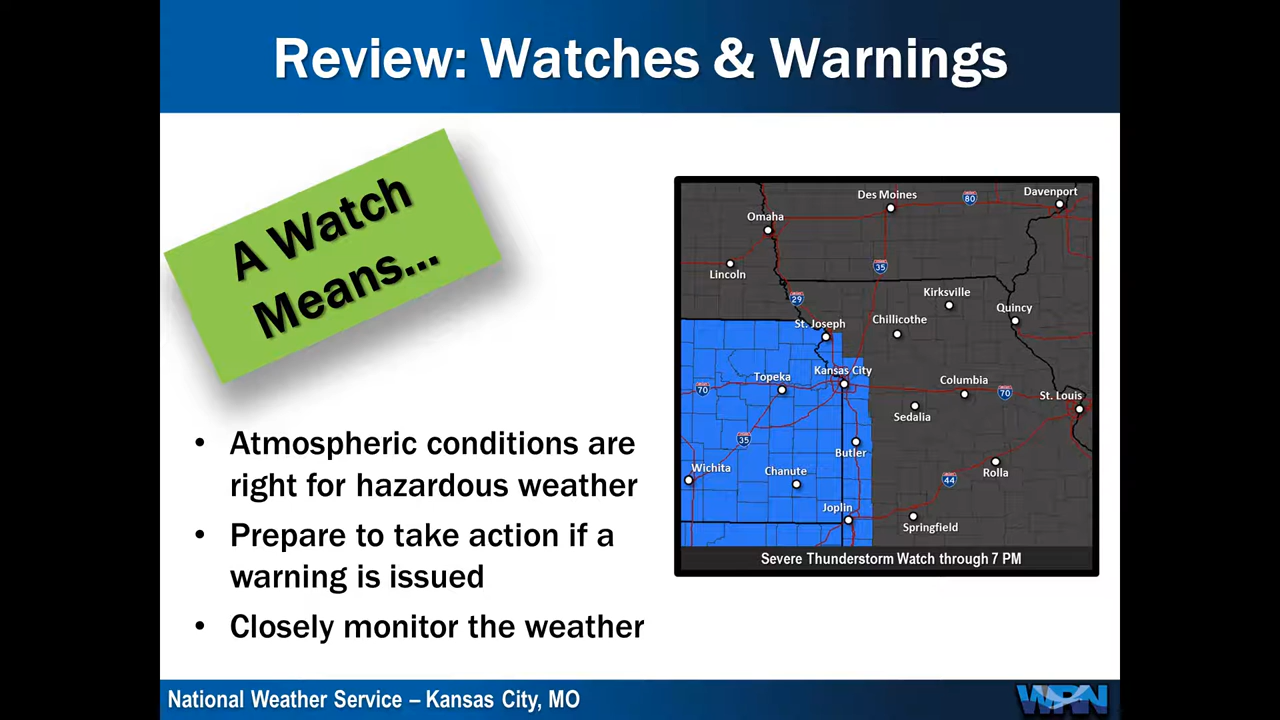 Review: Watches & Warnings
A Watch
Means...
• Atmospheric conditions are
right for hazardous weather
• Prepare to take action if a
warning is issued
• Closely monitor the weather
Des Moines
80
Davenport
Omaha
Lincoln
35
29
Kirksville
Quincy
St. Joseph
Chillicothe
Kansas City
Topeka
70
Columbia
70
St. Louis
Sedalia
35
Butler
Wichita
Chanute
Rolla
44
Joplin
Springfield
Severe Thunderstorm Watch through 7 PM
National Weather Service – Kansas City, MO
WRN